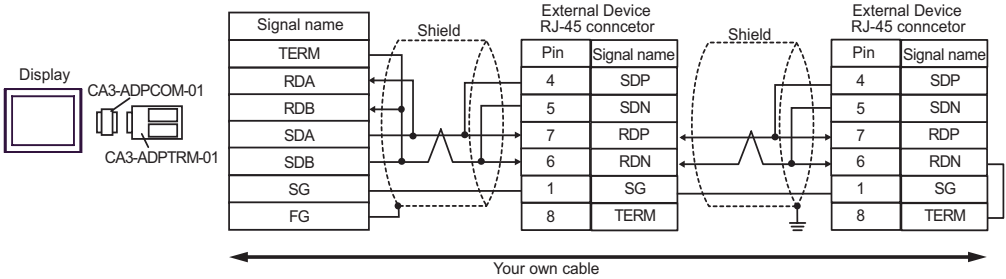 Display
CA3-ADPCOM-01
CA3-ADPTRM-01
Signal name
TERM
RDA
RDB
SDA
SDB
SG
FG
Shield
External Device
RJ-45 conncetor
Pin Signal name
4 SDP
5 SDN
7 RDP
6 RDN
1 SG
8 TERM
Shield
External Device
RJ-45 conncetor
Pin Signal name
4 SDP
5 SDN
7 RDP
6 RDN
1 SG
8 TERM
Your own cable